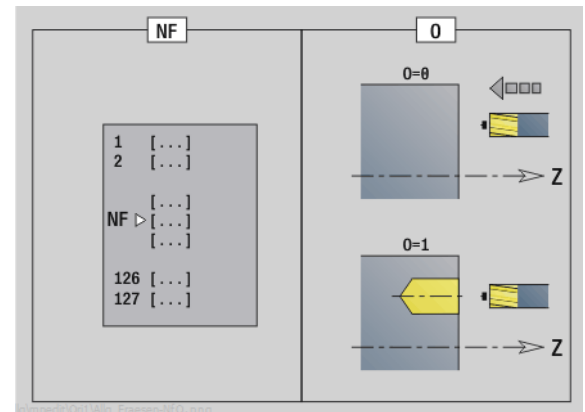 NF
O
1 [...]
2 [...]
[...]
NF [...]
[...]
126 [...]
127 [...]
O=0
Z
O=1
Z